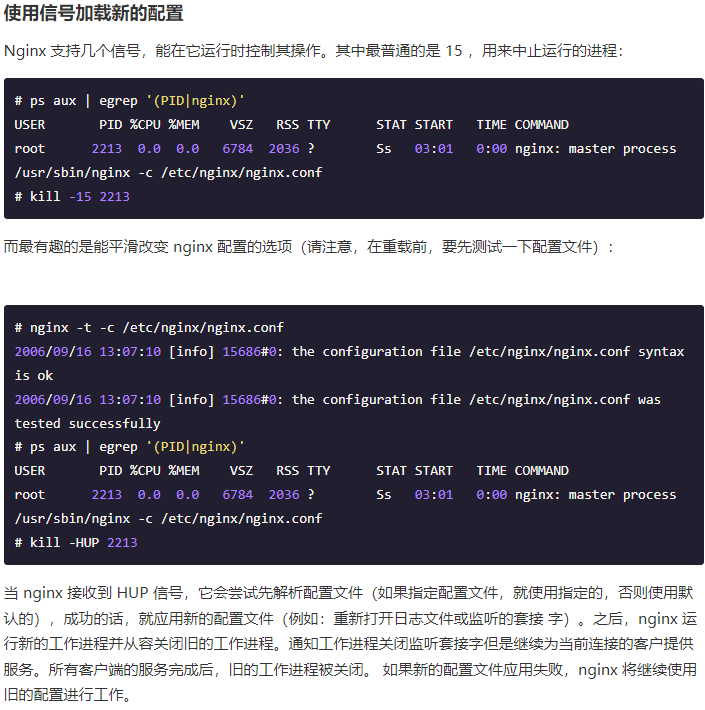 使用信号加载新的配置
Nginx 支持几个信号，能在它运行时控制其操作。其中最普通的是 15 ，用来中止运行的进程：
# ps aux | egrep '(PID|nginx)'
USER       PID %CPU %MEM    VSZ   RSS TTY      STAT START   TIME COMMAND
root      2213  0.0  0.0   6784  2036 ?        Ss   03:01   0:00 nginx: master process
/usr/sbin/nginx -c /etc/nginx/nginx.conf
# kill -15 2213
而最有趣的是能平滑改变 nginx 配置的选项（请注意，在重载前，要先测试一下配置文件）：
# nginx -t -c /etc/nginx/nginx.conf
2006/09/16 13:07:10 [info] 15686#0: the configuration file /etc/nginx/nginx.conf syntax
is ok
2006/09/16 13:07:10 [info] 15686#0: the configuration file /etc/nginx/nginx.conf was
tested successfully
# ps aux | egrep '(PID|nginx)'
USER       PID %CPU %MEM    VSZ   RSS TTY      STAT START   TIME COMMAND
root      2213  0.0  0.0   6784  2036 ?        Ss   03:01   0:00 nginx: master process
/usr/sbin/nginx -c /etc/nginx/nginx.conf
# kill -HUP 2213
当 nginx 接收到 HUP 信号，它会尝试先解析配置文件（如果指定配置文件，就使用指定的，否则使用默
认的），成功的话，就应用新的配置文件（例如：重新打开日志文件或监听的套接 字）。之后，nginx 运
行新的工作进程并从容关闭旧的工作进程。通知工作进程关闭监听套接字但是继续为当前连接的客户提供
服务。所有客户端的服务完成后，旧的工作进程被关闭。 如果新的配置文件应用失败，nginx 将继续使用
旧的配置进行工作。